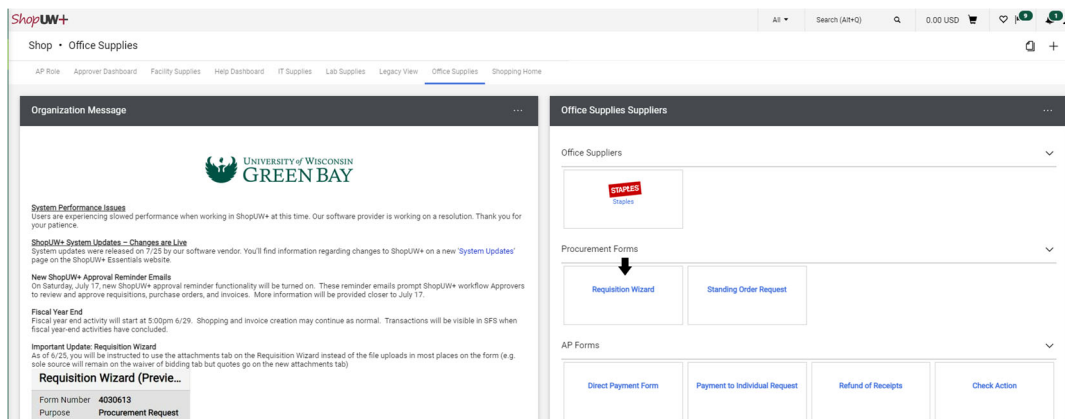 ShopUW+
All
Search (Alt+Q)
0.00 USD
9
1
Shop • Office Supplies
AP Role
Approver Dashboard
Facility Supplies
Help Dashboard
IT Supplies
Lab Supplies
Legacy View
Office Supplies
Shopping Home
Organization Message
...
UNIVERSITY of WISCONSIN
GREEN BAY
System Performance Issues
Users are experiencing slowed performance when working in ShopUW+ at this time. Our software provider is working on a resolution. Thank you for
your patience.
ShopUW+ System Updates – Changes are Live
System updates were released on 7/25 by our software vendor. You'll find information regarding changes to ShopUW+ on a new 'System Updates'
page on the ShopUW+ Essentials website.
New ShopUW+ Approval Reminder Emails
On Saturday, July 17, new ShopUW+ approval reminder functionality will be turned on. These reminder emails prompt ShopUW+ workflow Approvers
to review and approve requisitions, purchase orders, and invoices. More information will be provided closer to July 17.
Fiscal Year End
Fiscal year end activity will start at 5:00pm 6/29. Shopping and invoice creation may continue as normal. Transactions will be visible in SFS when
fiscal year-end activities have concluded.
Important Update: Requisition Wizard
As of 6/25, you will be instructed to use the attachments tab on the Requisition Wizard instead of the file uploads in most places on the form (e.g.
sole source will remain on the waiver of bidding tab but quotes go on the new attachments tab)
Requisition Wizard (Previe...
Form Number 4030613
Purpose Procurement Request
Office Supplies Suppliers
...
Office Suppliers
STAPLES
Staples
Procurement Forms
Requisition Wizard
Standing Order Request
AP Forms
Direct Payment Form
Payment to Individual Request
Refund of Receipts
Check Action